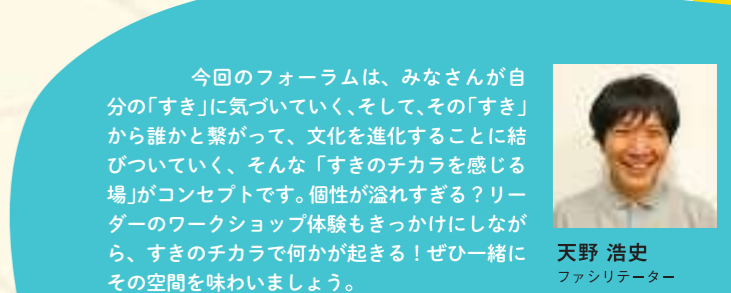 今回のフォーラムは、みなさんが自
分の「すき」に気づいていく、そして、その「すき」
から誰かと繋がって、文化を進化することに結
びついていく、そんな「すきのチカラを感じる
場」がコンセプトです。個性が溢れすぎる？リー
ダーのワークショップ体験もきっかけにしなが
ら、すきのチカラで何かが起きる！ぜひ一緒に
その空間を味わいましょう。
天野 浩史
ファシリテーター